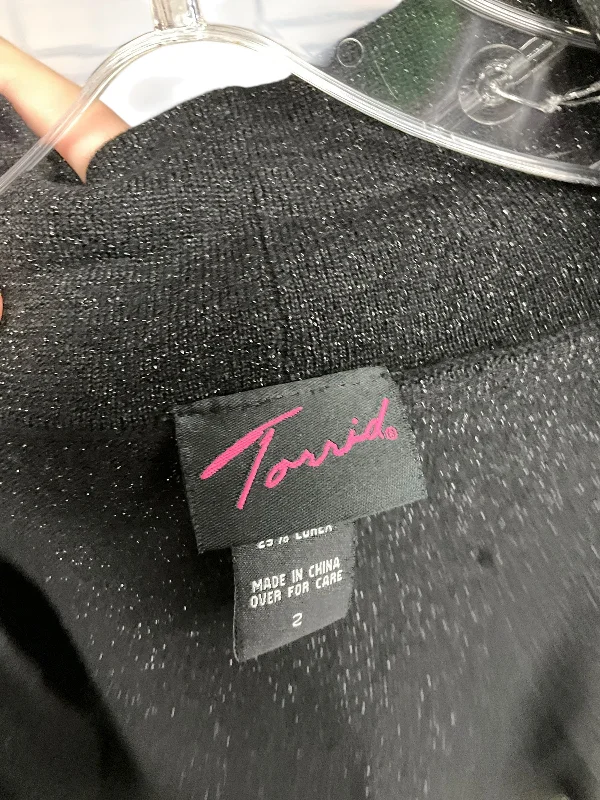 Torrid®
MADE IN CHINA
OVER FOR CARE
2